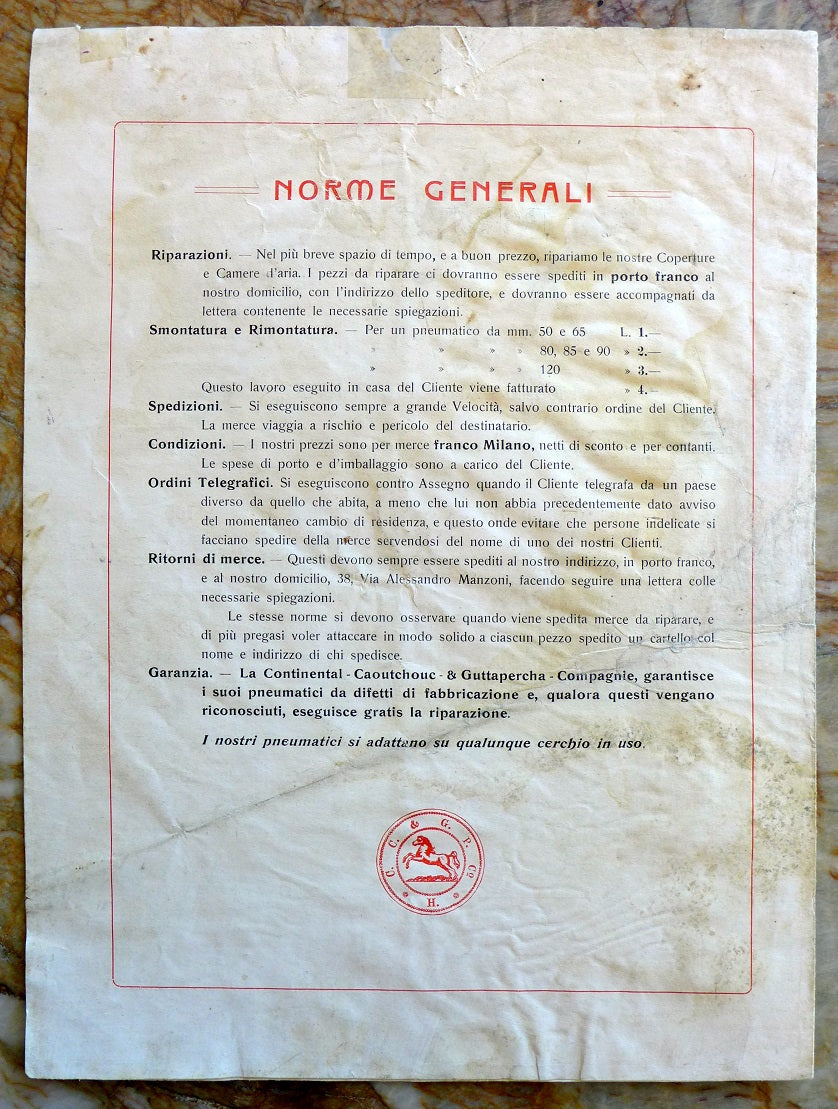 NORME GENERALI
Riparazioni. — Nel più breve spazio di tempo, e a buon prezzo, ripariamo le nostre Coperture
e Camere d'aria. I pezzi da riparare ci dovranno essere spediti in porto franco al
nostro domicilio, con l'indirizzo dello speditore, e dovranno essere accompagnati da
lettera contenente le necessarie spiegazioni.
Smontatura e Rimontatura. — Per un pneumatico da mm. 50 e 65 L. 1.—
» » » » 80, 85 e 90 » 2.—
» » » » 120 » 3.—
Questo lavoro eseguito in casa del Cliente viene fatturato » 4.—
Spedizioni. — Si eseguiscono sempre a grande Velocità, salvo contrario ordine del Cliente.
La merce viaggia a rischio e pericolo del destinatario.
Condizioni. — I nostri prezzi sono per merce franco Milano, netti di sconto e per contanti.
Le spese di porto e d'imballaggio sono a carico del Cliente.
Ordini Telegrafici. Si eseguiscono contro Assegno quando il Cliente telegrafa da un paese
diverso da quello che abita, a meno che lui non abbia precedentemente dato avviso
del momentaneo cambio di residenza, e questo onde evitare che persone indelicate si
facciano spedire della merce servendosi del nome di uno dei nostri Clienti.
Ritorni di merce. — Questi devono sempre essere spediti al nostro indirizzo, in porto franco,
e al nostro domicilio, 38, Via Alessandro Manzoni, facendo seguire una lettera colle
necessarie spiegazioni.
Le stesse norme si devono osservare quando viene spedita merce da riparare, e
di più pregasi voler attaccare in modo solido a ciascun pezzo spedito un cartello col
nome e indirizzo di chi spedisce.
Garanzia. — La Continental - Caoutchouc - & Guttapercha - Compagnie, garantisce
i suoi pneumatici da difetti di fabbricazione e, qualora questi vengano
riconosciuti, eseguisce gratis la riparazione.
I nostri pneumatici si adattano su qualunque cerchio in uso.
C. C. & G. P. Co.
H.